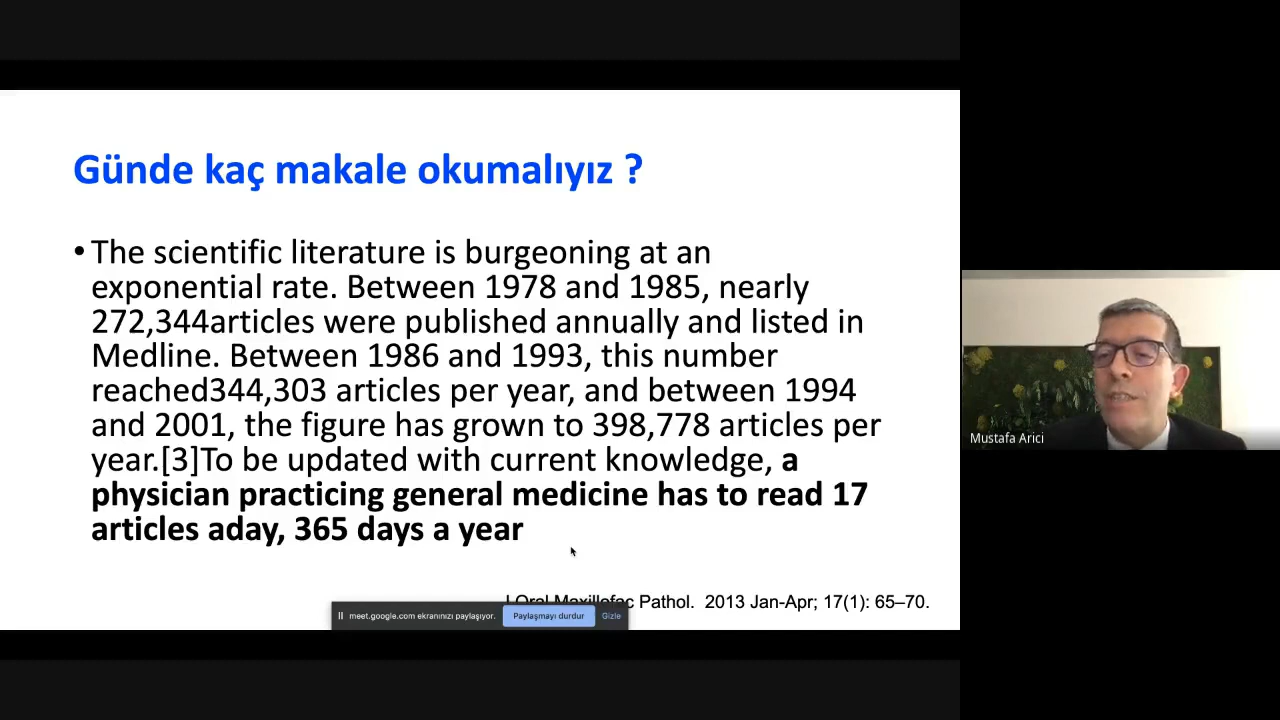 Günde kaç makale okumalıyız ?
• The scientific literature is burgeoning at an
exponential rate. Between 1978 and 1985, nearly
272,344articles were published annually and listed in
Medline. Between 1986 and 1993, this number
reached344,303 articles per year, and between 1994
and 2001, the figure has grown to 398,778 articles per
year.[3]To be updated with current knowledge, a
physician practicing general medicine has to read 17
articles aday, 365 days a year
J Oral Maxillofac Pathol. 2013 Jan-Apr; 17(1): 65–70.
meet.google.com ekranınızı paylaşıyor. Paylaşmayı durdur Gizle
Mustafa Arici